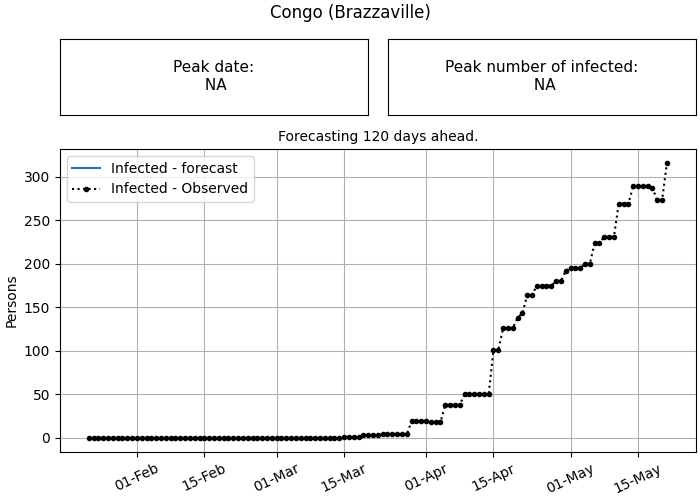 Congo (Brazzaville)
Peak date:
NA
Peak number of infected:
NA
Forecasting 120 days ahead.
Infected - forecast
Infected - Observed
300
250
200
150
100
50
0
Persons
01-Feb
15-Feb
01-Mar
15-Mar
01-Apr
15-Apr
01-May
15-May